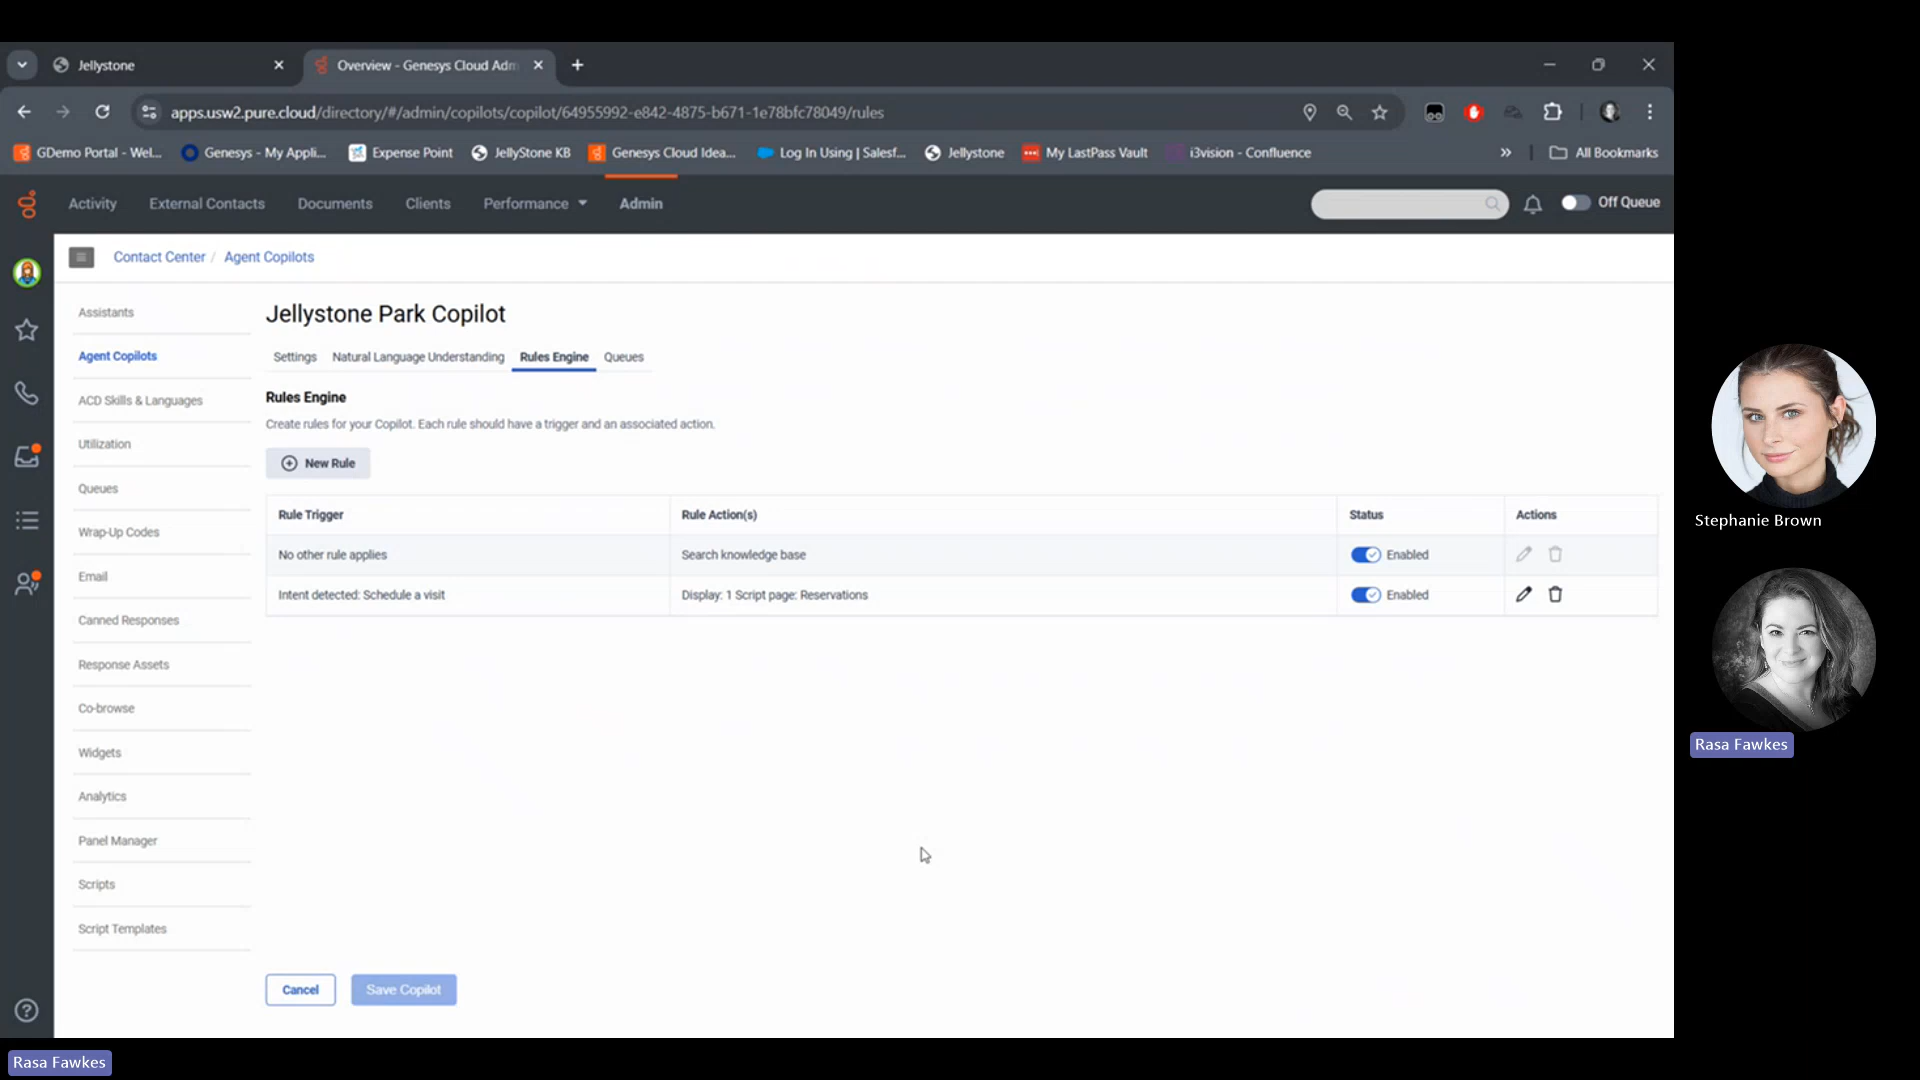 Jellystone
Overview - Genesys Cloud Adm
apps.usw2.pure.cloud/directory/#/admin/copilots/copilot/64955992-e842-4875-b671-1e78bfc78049/rules
GDemo Portal - Wel...
Genesys - My Appli...
Expense Point
JellyStone KB
Genesys Cloud Idea...
Log In Using | Salesf...
Jellystone
My LastPass Vault
i3vision - Confluence
»
All Bookmarks
Activity
External Contacts
Documents
Clients
Performance
Admin
Off Queue
Contact Center / Agent Copilots
Assistants
Agent Copilots
ACD Skills & Languages
Utilization
Queues
Wrap-Up Codes
Email
Canned Responses
Response Assets
Co-browse
Widgets
Analytics
Panel Manager
Scripts
Script Templates
Jellystone Park Copilot
Settings
Natural Language Understanding
Rules Engine
Queues
Rules Engine
Create rules for your Copilot. Each rule should have a trigger and an associated action.
New Rule
Rule Trigger Rule Action(s) Status Actions
No other rule applies Search knowledge base Enabled
Intent detected: Schedule a visit Display: 1 Script page: Reservations Enabled
Cancel
Save Copilot
Stephanie Brown
Rasa Fawkes
Rasa Fawkes